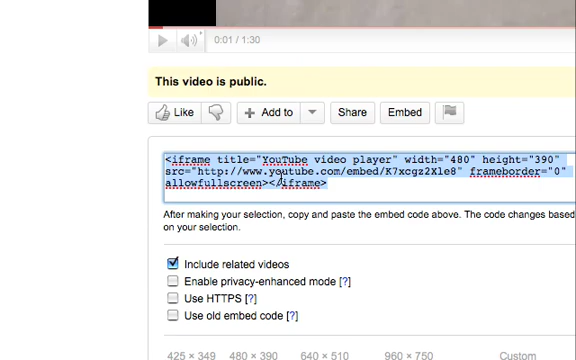 0:01 / 1:30
This video is public.
Like
Add to
Share
Embed
<iframe title="YouTube video player" width="480" height="390"
src="http://www.youtube.com/embed/K7xcgz2Xle8" frameborder="0"
allowfullscreen></iframe>
After making your selection, copy and paste the embed code above. The code changes based
on your selection.
Include related videos
Enable privacy-enhanced mode [?]
Use HTTPS [?]
Use old embed code [?]
425 × 349 480 × 390 640 × 510 960 × 750 Custom